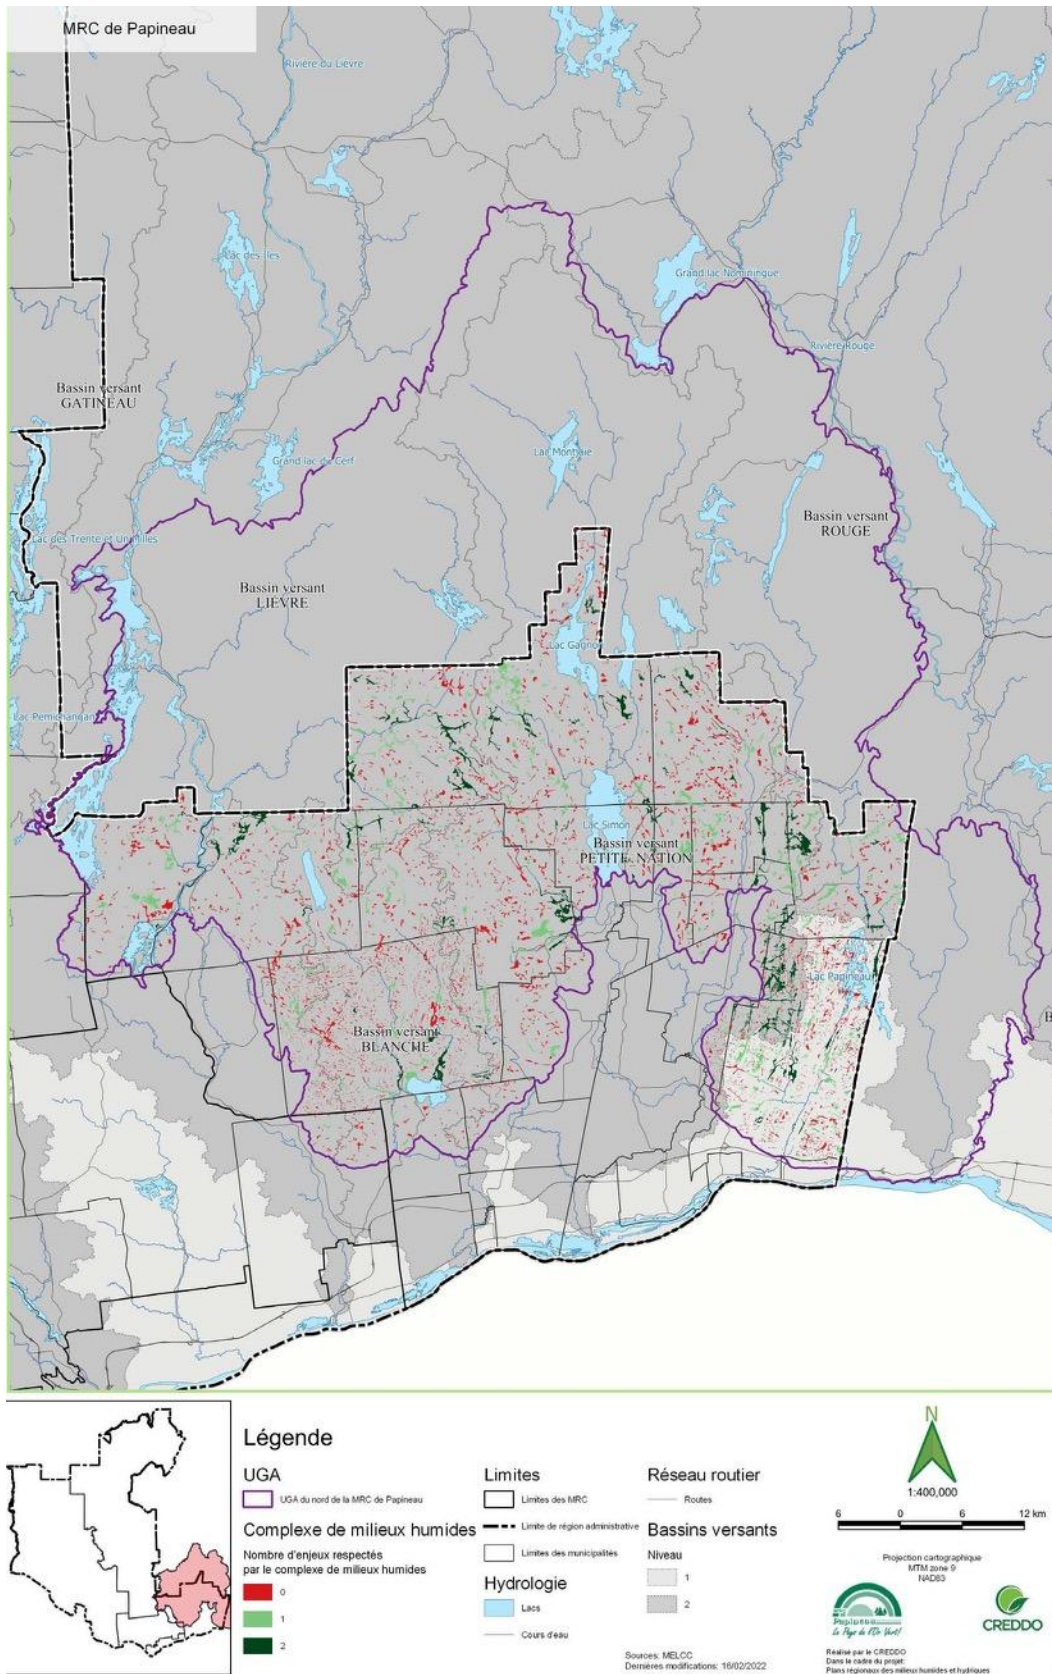 MRC de Papineau
Rivière du Lièvre
Lac des Iles
Grand lac Nominingue
Rivière Rouge
Bassin versant
GATINEAU
Grand lac du Cerf
Bassin versant
ROUGE
Lac des Trente et Un Milles
Bassin versant
LIÈVRE
Lac Gagnon
Lac Pemichangan
Lac Simon
Bassin versant
PETITE NATION
Lac Papineau
Bassin versant
BLANCHE
B
Légende
UGA
UGA du nord de la MRC de Papineau
Complexe de milieux humides
Nombre d'enjeux respectés
par le complexe de milieux humides
0
1
2
Limites
Limites des MRC
Limite de région administrative
Limites des municipalités
Hydrologie
Lacs
Cours d'eau
Réseau routier
Routes
Bassins versants
Niveau
1
2
Sources: MELCC
Dernières modifications: 16/02/2022
N
1:400,000
6 0 6 12 km
Projection cartographique
MTM zone 9
NAD83
Papineau
Le Pays de l'Or Vert!
CREDDO
Réalisé par le CREDDO
Dans le cadre du projet:
Plans régionaux des milieux humides et hydriques